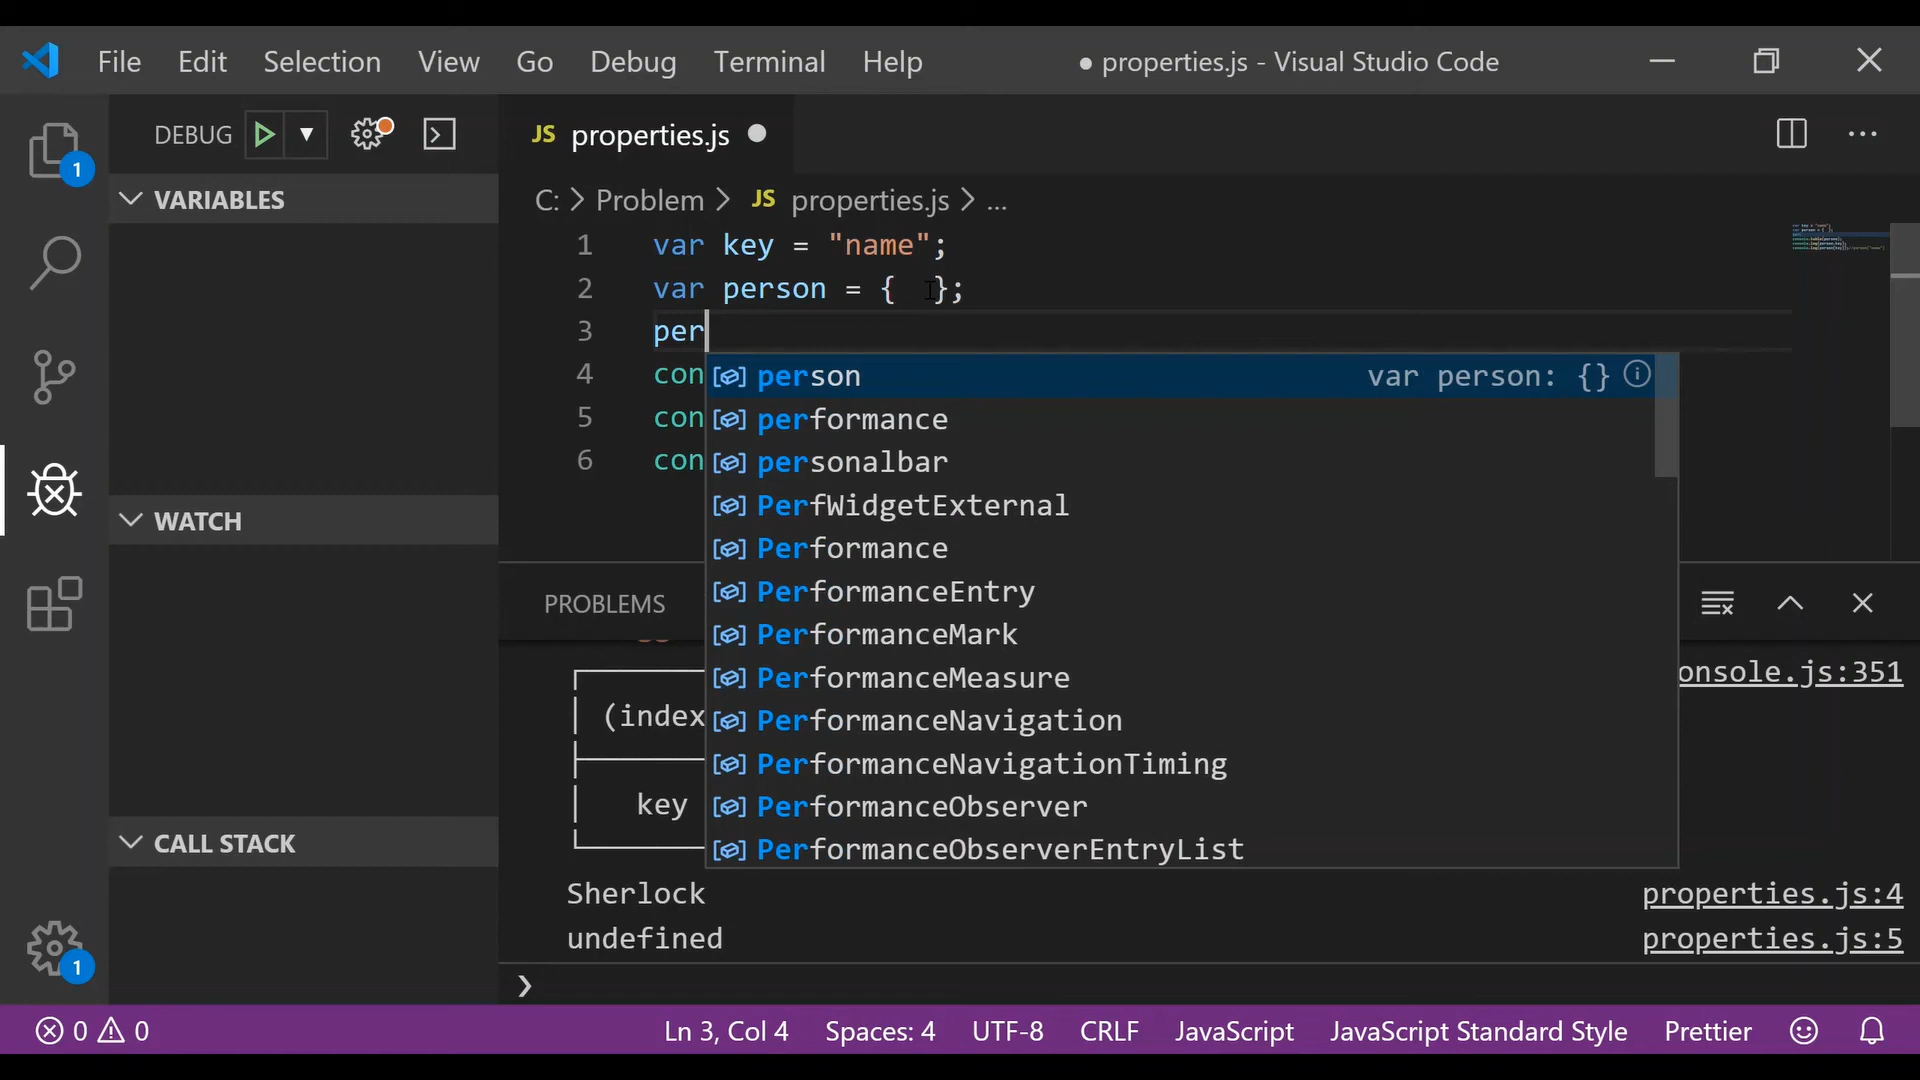 File Edit Selection View Go Debug Terminal Help ● properties.js - Visual Studio Code
DEBUG
JS properties.js
C: > Problem > JS properties.js > ...
VARIABLES
1 var key = "name";
2 var person = {  };
3 per
4 con
5 con
6 con
person var person: {}
performance
personalbar
PerfWidgetExternal
Performance
PerformanceEntry
PerformanceMark
PerformanceMeasure
PerformanceNavigation
PerformanceNavigationTiming
PerformanceObserver
PerformanceObserverEntryList
WATCH
CALL STACK
PROBLEMS
onsole.js:351
(index
key
Sherlock properties.js:4
undefined properties.js:5
1
1
0 0 Ln 3, Col 4 Spaces: 4 UTF-8 CRLF JavaScript JavaScript Standard Style Prettier